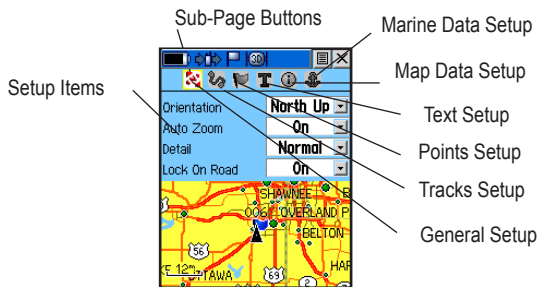 Sub-Page Buttons
Marine Data Setup
Map Data Setup
Setup Items
Text Setup
Points Setup
Tracks Setup
General Setup
3D
T
Orientation North Up
Auto Zoom On
Detail Normal
Lock On Road On
SHAWNEE
006 OVERLAND P
BELTON
56
12
TAWA
69
HAR